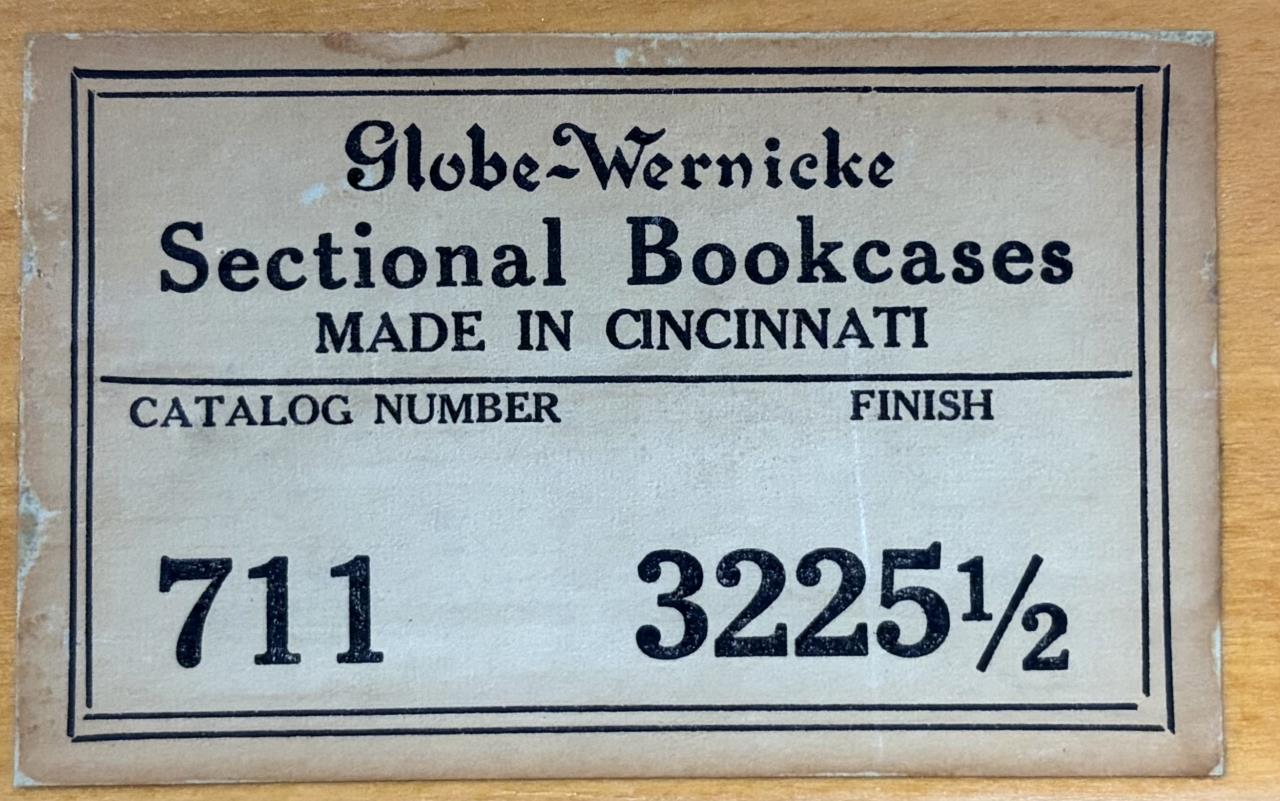 Globe-Wernicke
Sectional Bookcases
MADE IN CINCINNATI
CATALOG NUMBER FINISH
711 3225½